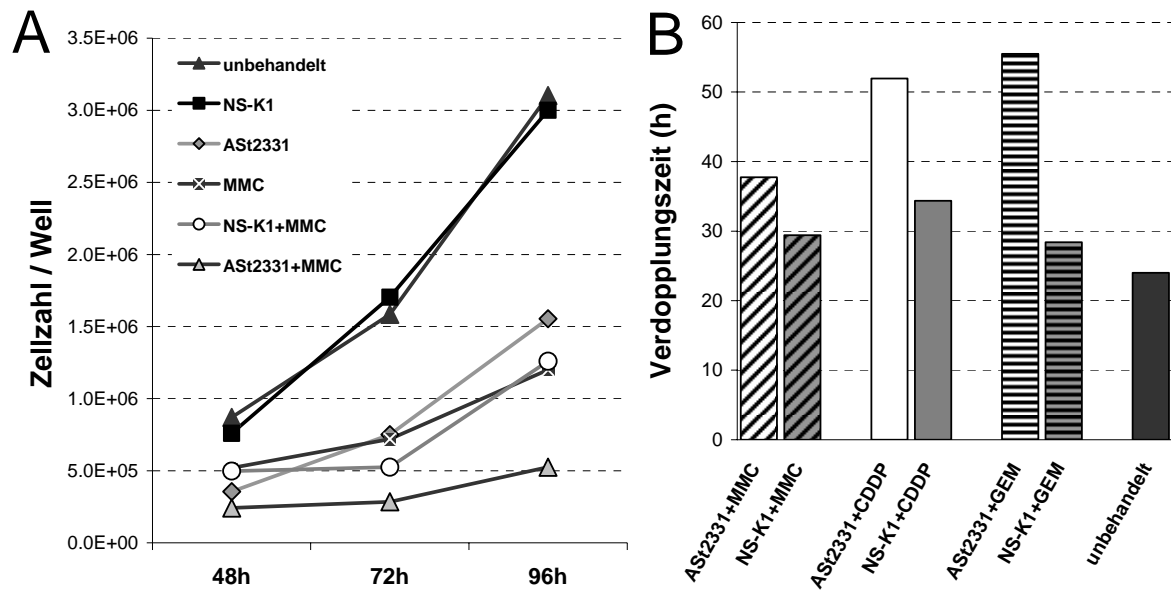 A
3.5E+06
3.0E+06
2.5E+06
2.0E+06
1.5E+06
1.0E+06
5.0E+05
0.0E+00
Zellzahl / Well
unbehandelt
NS-K1
ASt2331
MMC
NS-K1+MMC
ASt2331+MMC
48h
72h
96h
B
60
50
40
30
20
10
0
Verdopplungszeit (h)
ASt2331+MMC
NS-K1+MMC
ASt2331+CDDP
NS-K1+CDDP
ASt2331+GEM
NS-K1+GEM
unbehandelt